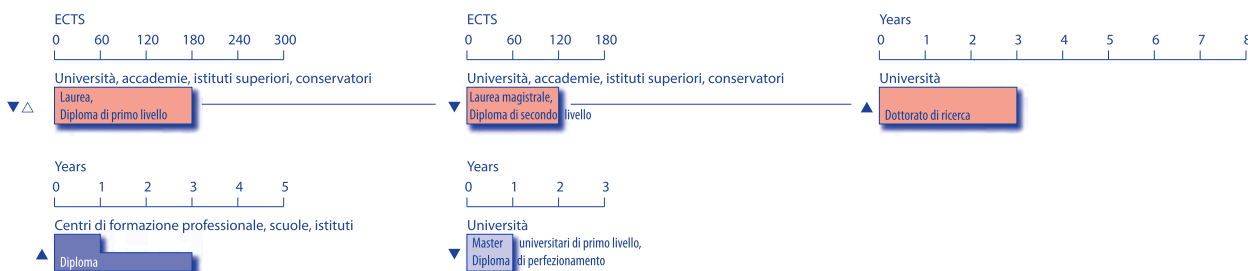 ECTS
0 60 120 180 240 300
Università, accademie, istituti superiori, conservatori
Laurea,
Diploma di primo livello
ECTS
0 60 120 180
Università, accademie, istituti superiori, conservatori
Laurea magistrale,
Diploma di secondo livello
Years
0 1 2 3 4 5 6 7 8
Università
Dottorato di ricerca
Years
0 1 2 3 4 5
Centri di formazione professionale, scuole, istituti
Diploma
Years
0 1 2 3
Università
Master universitari di primo livello,
Diploma di perfezionamento